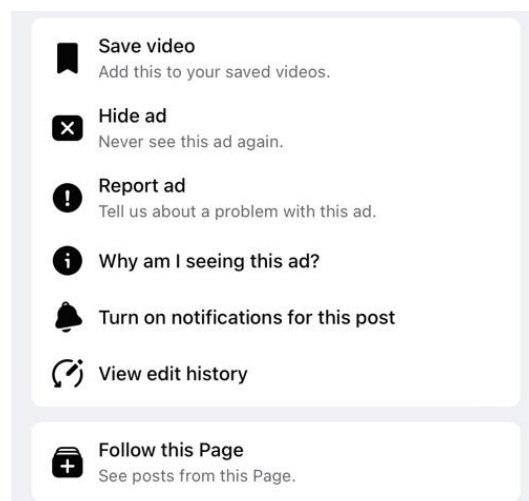 Save video
Add this to your saved videos.
Hide ad
Never see this ad again.
Report ad
Tell us about a problem with this ad.
Why am I seeing this ad?
Turn on notifications for this post
View edit history
Follow this Page
See posts from this Page.